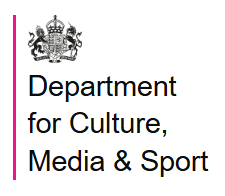 Department
for Culture,
Media & Sport